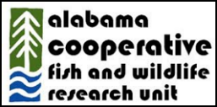 alabama
cooperative
fish and wildlife
research unit